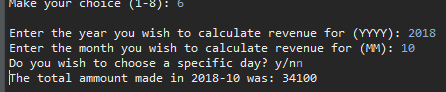 Make your choice (1-8): 6
Enter the year you wish to calculate revenue for (YYYY): 2018
Enter the month you wish to calculate revenue for (MM): 10
Do you wish to choose a specific day? y/nn
The total ammount made in 2018-10 was: 34100